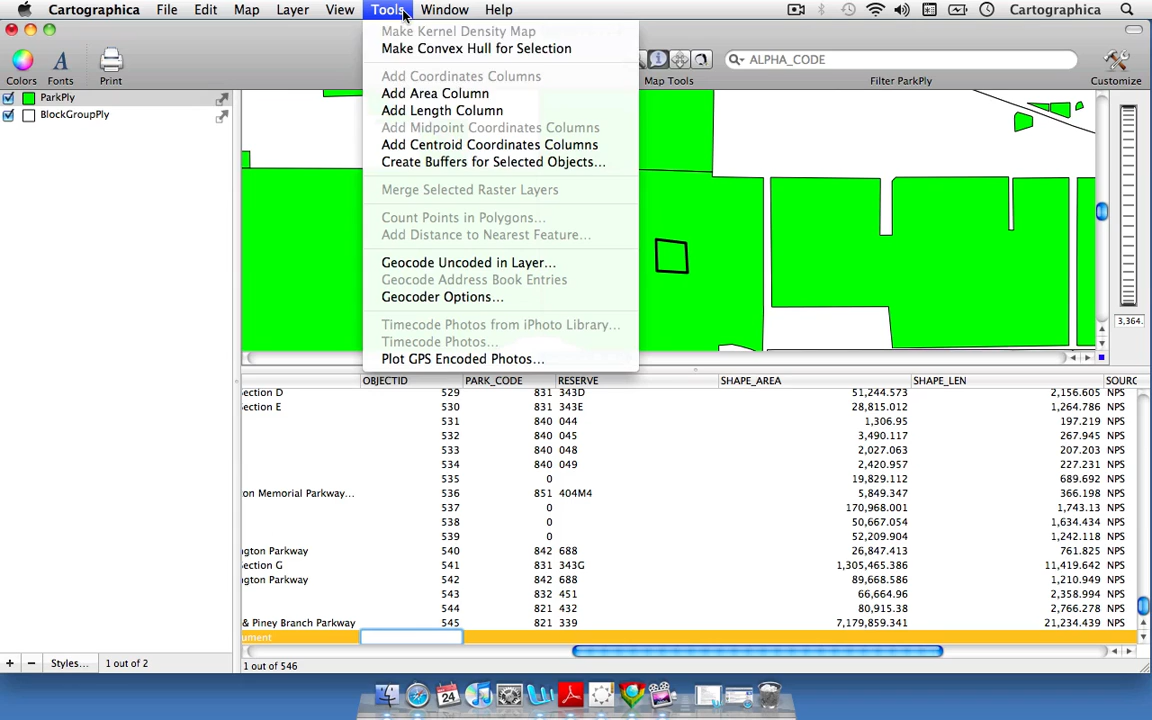 Cartographica File Edit Map Layer View Tools Window Help Cartographica
Make Kernel Density Map
Make Convex Hull for Selection
Add Coordinates Columns
Add Area Column
Add Length Column
Add Midpoint Coordinates Columns
Add Centroid Coordinates Columns
Create Buffers for Selected Objects...
Merge Selected Raster Layers
Count Points in Polygons...
Add Distance to Nearest Feature...
Geocode Uncoded in Layer...
Geocode Address Book Entries
Geocoder Options...
Timecode Photos from iPhoto Library...
Timecode Photos...
Plot GPS Encoded Photos...
ALPHA_CODE
Colors Fonts Print Map Tools Filter ParkPly Customize
ParkPly
BlockGroupPly
3,364.
OBJECTID PARK_CODE RESERVE SHAPE_AREA SHAPE_LEN SOURC
ection D 529 831 343D 51,244.573 2,156.605 NPS
ection E 530 831 343E 28,815.012 1,264.786 NPS
531 840 044 1,306.95 197.219 NPS
532 840 045 3,490.117 267.945 NPS
533 840 048 2,027.063 207.203 NPS
534 840 049 2,420.957 227.231 NPS
535 0 19,829.112 689.692 NPS
on Memorial Parkway... 536 851 404M4 5,849.347 366.198 NPS
537 0 170,968.001 1,743.13 NPS
538 0 50,667.054 1,634.434 NPS
539 0 52,209.904 1,242.118 NPS
ngton Parkway 540 842 688 26,847.413 761.825 NPS
ection G 541 831 343G 1,305,465.386 11,419.642 NPS
ngton Parkway 542 842 688 89,668.586 1,210.949 NPS
543 832 451 66,664.96 2,358.994 NPS
544 821 432 80,915.38 2,766.278 NPS
& Piney Branch Parkway 545 821 339 7,179,859.341 21,234.439 NPS
ument
Styles... 1 out of 2
1 out of 546
24